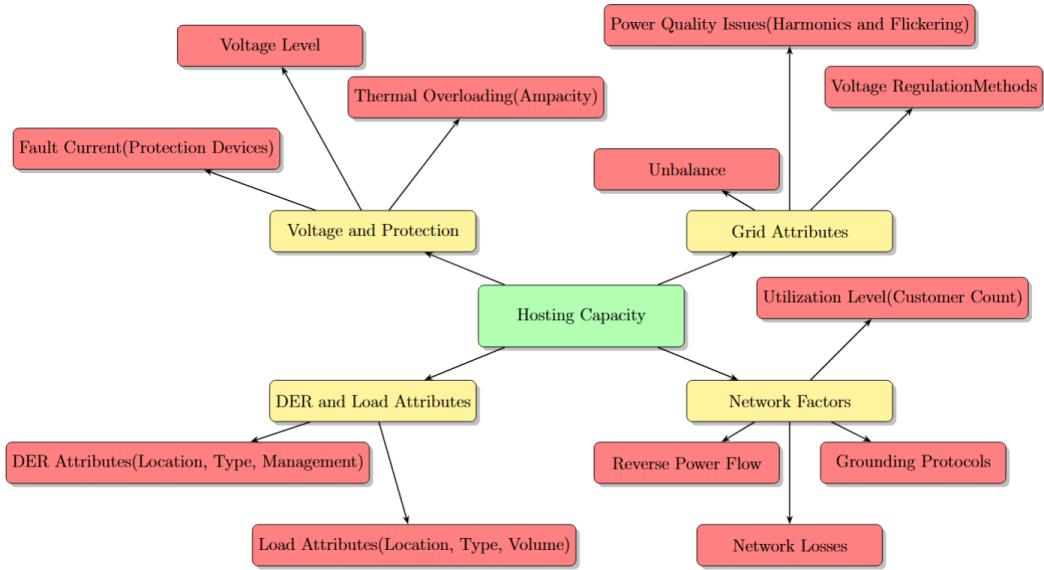 Power Quality Issues(Harmonics and Flickering)
Voltage Level
Voltage RegulationMethods
Thermal Overloading(Ampacity)
Fault Current(Protection Devices)
Unbalance
Voltage and Protection
Grid Attributes
Utilization Level(Customer Count)
Hosting Capacity
DER and Load Attributes
Network Factors
DER Attributes(Location, Type, Management)
Reverse Power Flow
Grounding Protocols
Load Attributes(Location, Type, Volume)
Network Losses